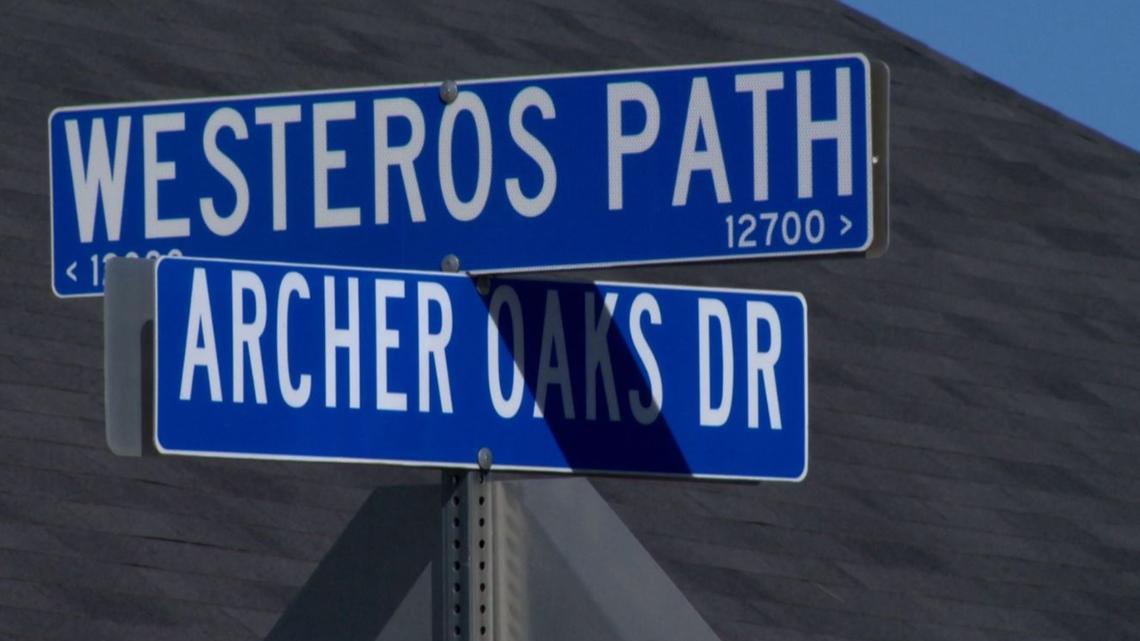 WESTEROS PATH
12700 >
ARCHER OAKS DR